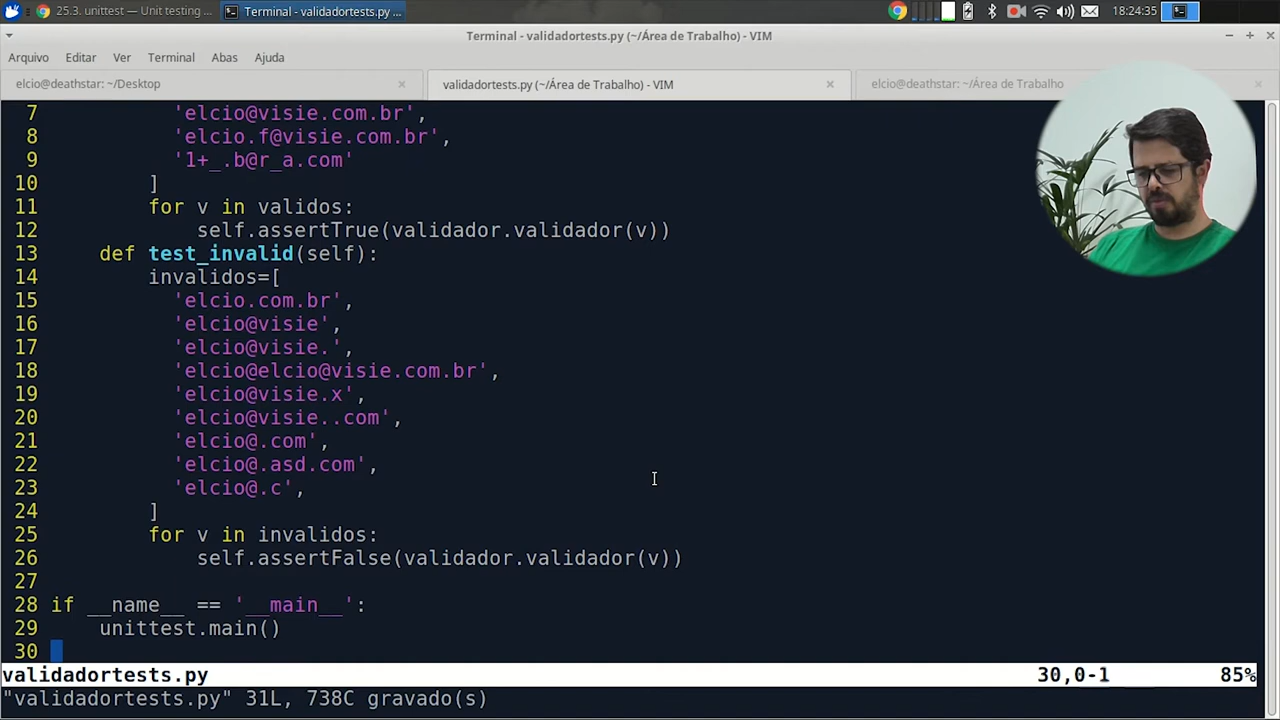 25.3. unittest — Unit testing ...
Terminal - validadortests.py ...
18:24:35
Terminal - validadortests.py (~/Área de Trabalho) - VIM
Arquivo Editar Ver Terminal Abas Ajuda
elcio@deathstar: ~/Desktop
validadortests.py (~/Área de Trabalho) - VIM
elcio@deathstar: ~/Área de Trabalho
7 'elcio@visie.com.br',
8 'elcio.f@visie.com.br',
9 '1+_.b@r_a.com'
10 ]
11 for v in validos:
12 self.assertTrue(validador.validador(v))
13 def test_invalid(self):
14 invalidos=[
15 'elcio.com.br',
16 'elcio@visie',
17 'elcio@visie.',
18 'elcio@elcio@visie.com.br',
19 'elcio@visie.x',
20 'elcio@visie..com',
21 'elcio@.com',
22 'elcio@.asd.com',
23 'elcio@.c',
24 ]
25 for v in invalidos:
26 self.assertFalse(validador.validador(v))
27
28 if __name__ == '__main__':
29 unittest.main()
30
validadortests.py 30,0-1 85%
"validadortests.py" 31L, 738C gravado(s)